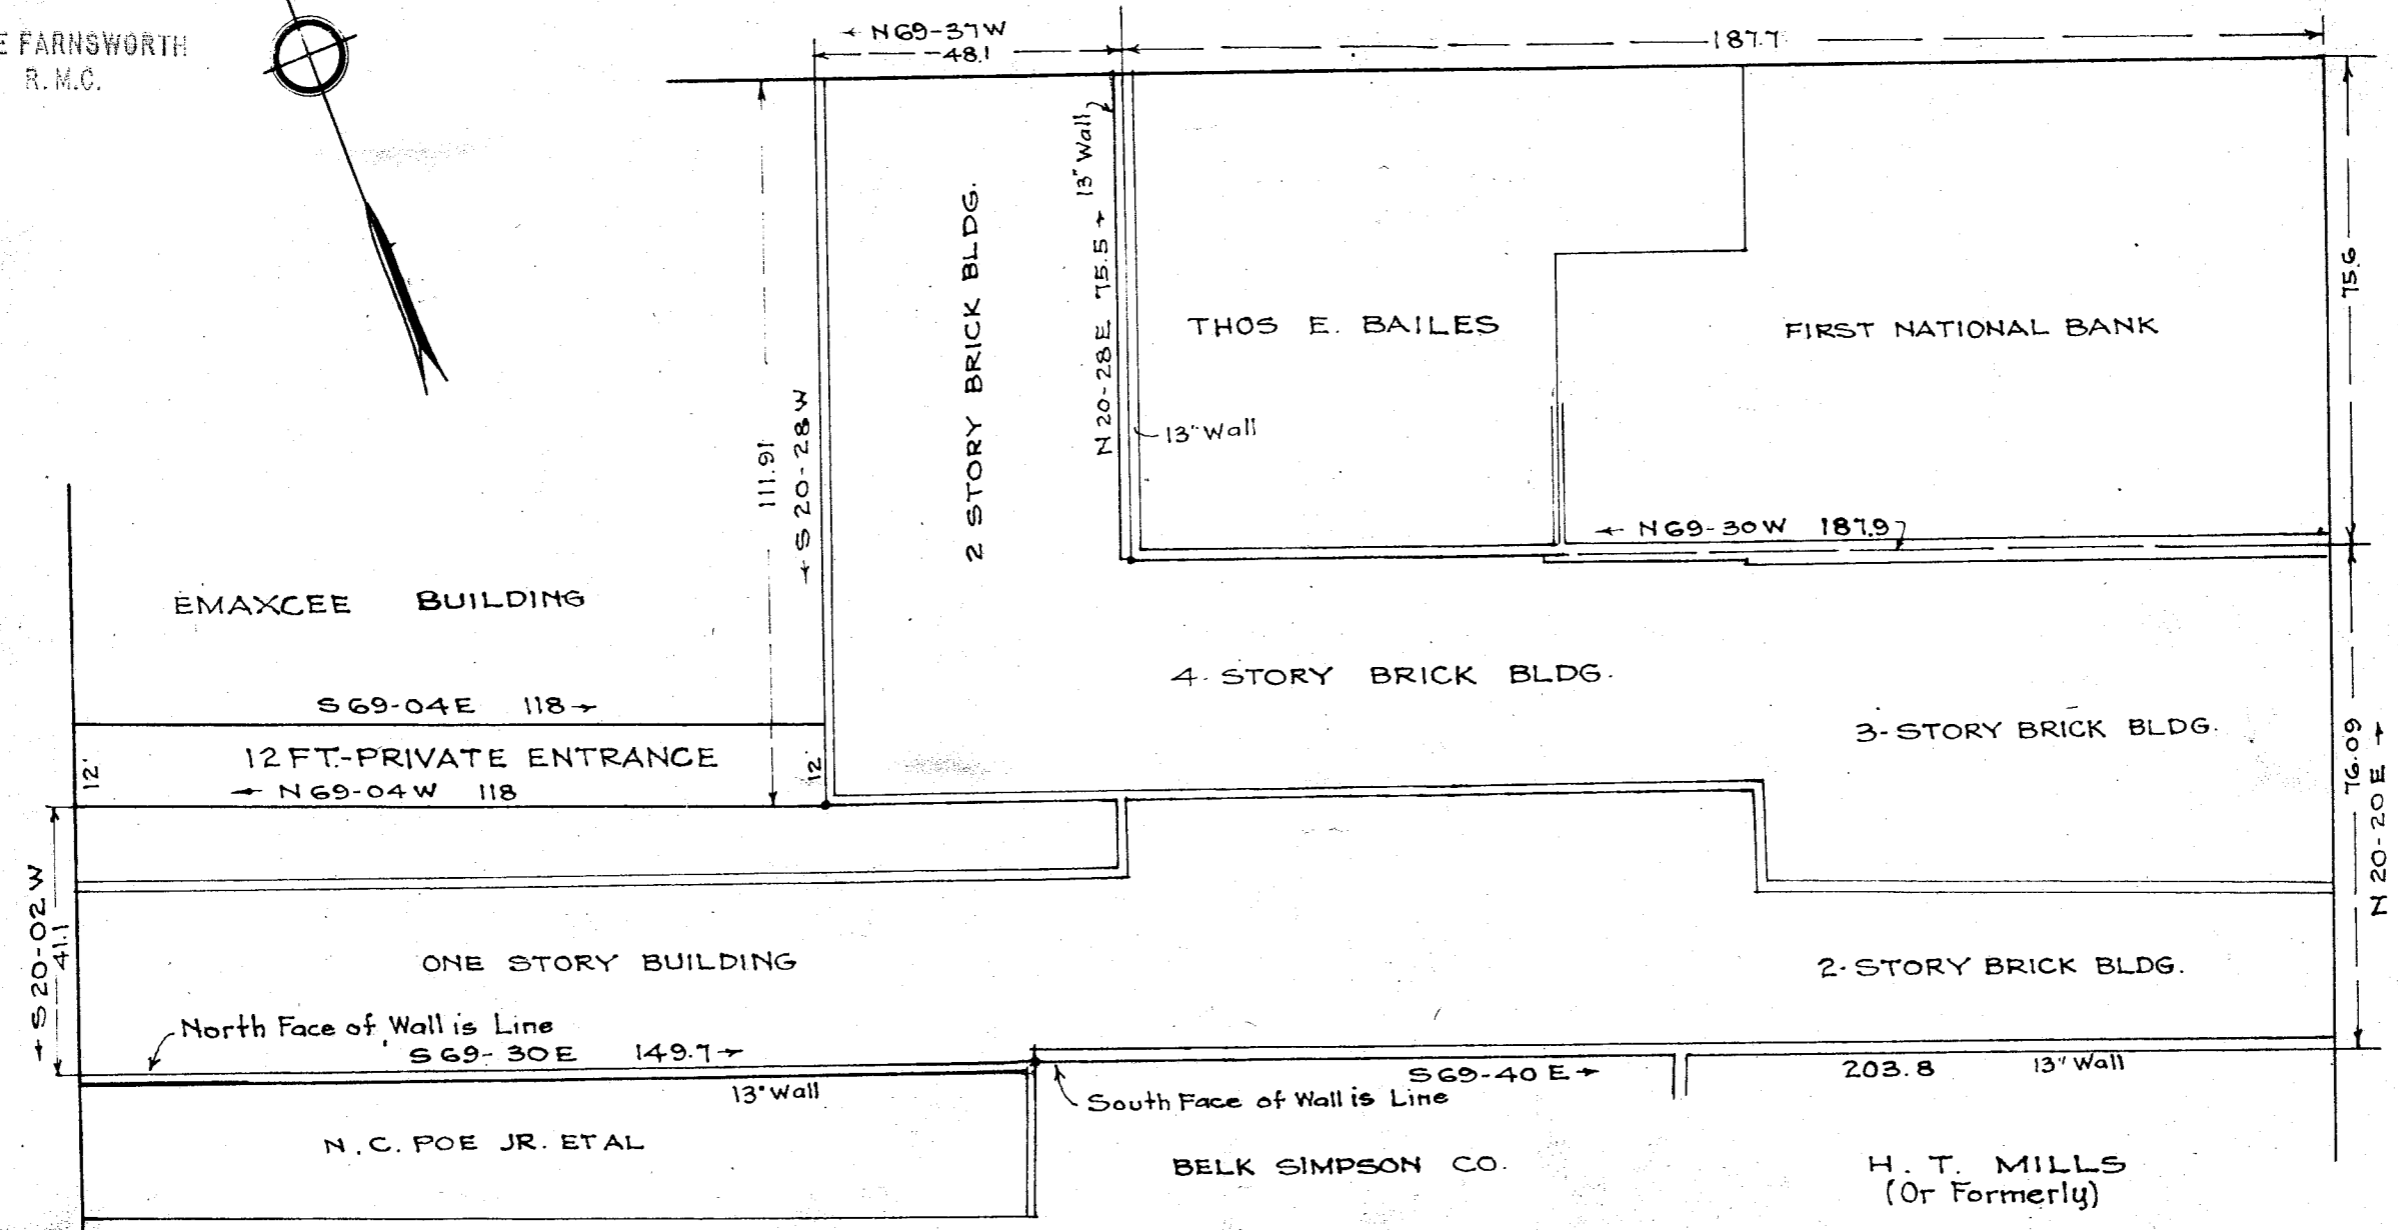 E FARNSWORTH
R. M.C.
← N69-37W
48.1
187.7
13" Wall
2 STORY BRICK BLDG.
N 20-28E 75.5 →
THOS E. BAILES
FIRST NATIONAL BANK
75.6
13" Wall
111.91
← S 20-28W
← N69-30W 187.9
EMAXCEE BUILDING
4. STORY BRICK BLDG.
S69-04E 118→
3-STORY BRICK BLDG.
12'
12 FT.-PRIVATE ENTRANCE
12'
← N69-04W 118
76.09
N 20-20E →
← S 20-02W
41.1
ONE STORY BUILDING
2-STORY BRICK BLDG.
North Face of Wall is Line
S69-30E 149.7→
13" Wall
S69-40E→
203.8 13" Wall
South Face of Wall is Line
N.C. POE JR. ET AL
BELK SIMPSON CO.
H. T. MILLS
(Or Formerly)